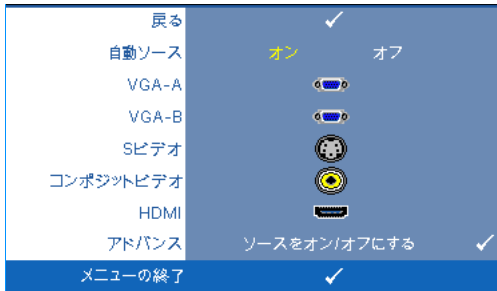 戻る
自動ソース オン オフ
VGA-A
VGA-B
Sビデオ
コンポジットビデオ
HDMI
アドバンス ソースをオン/オフにする
メニューの終了